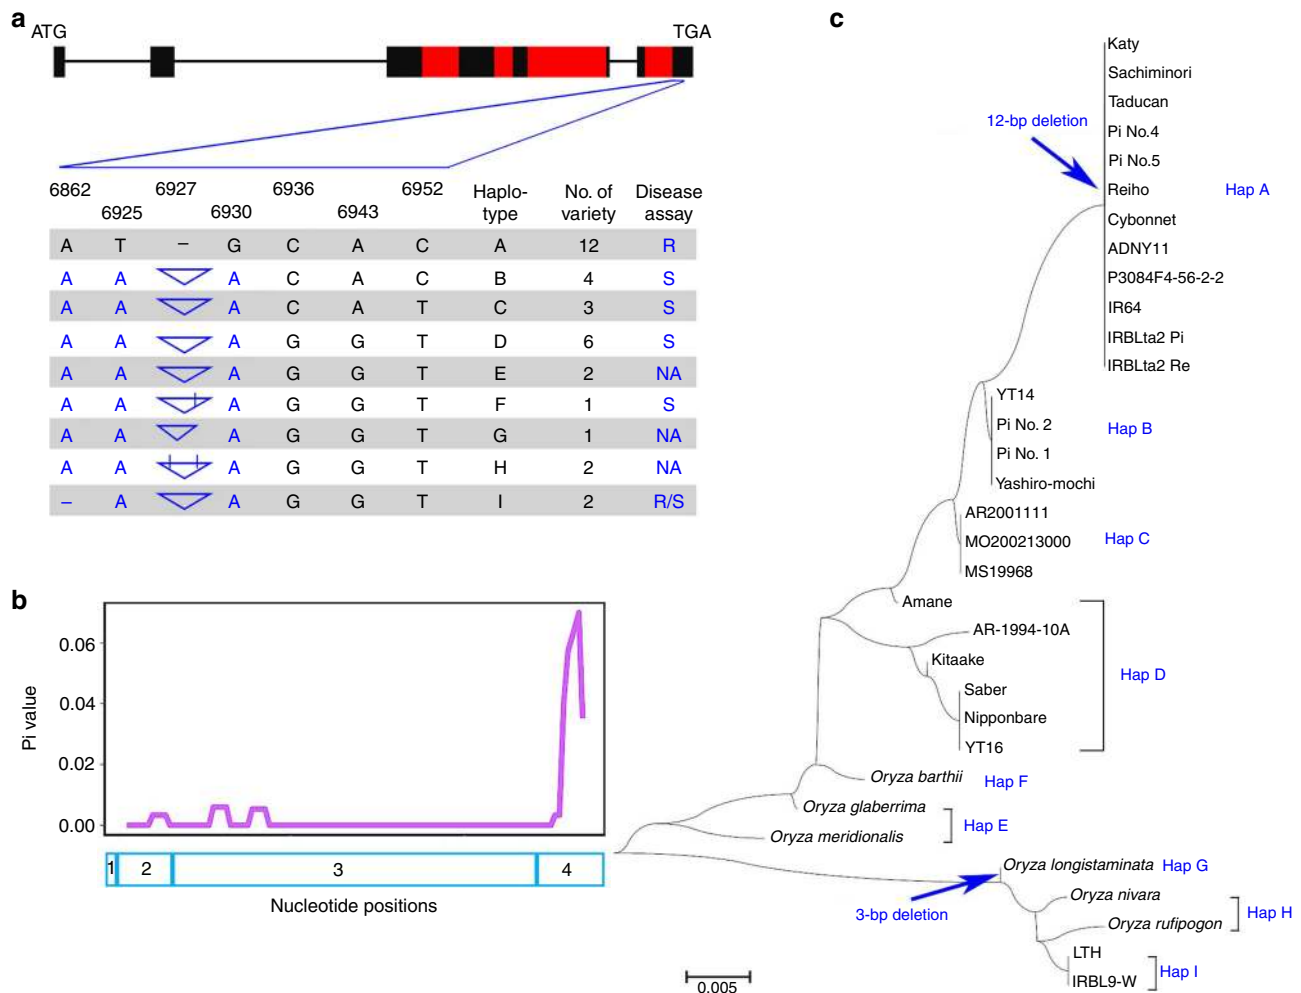 a
ATG
TGA
6862 6925 6927 6930 6936 6943 6952 Haplo-type No. of variety Disease assay
A T – G C A C A 12 R
A A A C A C B 4 S
A A A C A T C 3 S
A A A G G T D 6 S
A A A G G T E 2 NA
A A A G G T F 1 S
A A A G G T G 1 NA
A A A G G T H 2 NA
– A A G G T I 2 R/S
b
Pi value
0.06
0.04
0.02
0.00
1 2 3 4
Nucleotide positions
c
12-bp deletion
Katy
Sachiminori
Taducan
Pi No.4
Pi No.5
Reiho
Hap A
Cybonnet
ADNY11
P3084F4-56-2-2
IR64
IRBLta2 Pi
IRBLta2 Re
YT14
Pi No. 2
Hap B
Pi No. 1
Yashiro-mochi
AR2001111
MO200213000
Hap C
MS19968
Amane
AR-1994-10A
Kitaake
Hap D
Saber
Nipponbare
YT16
Oryza barthii
Hap F
Oryza glaberrima
Hap E
Oryza meridionalis
Oryza longistaminata
Hap G
3-bp deletion
Oryza nivara
Hap H
Oryza rufipogon
LTH
Hap I
IRBL9-W
0.005